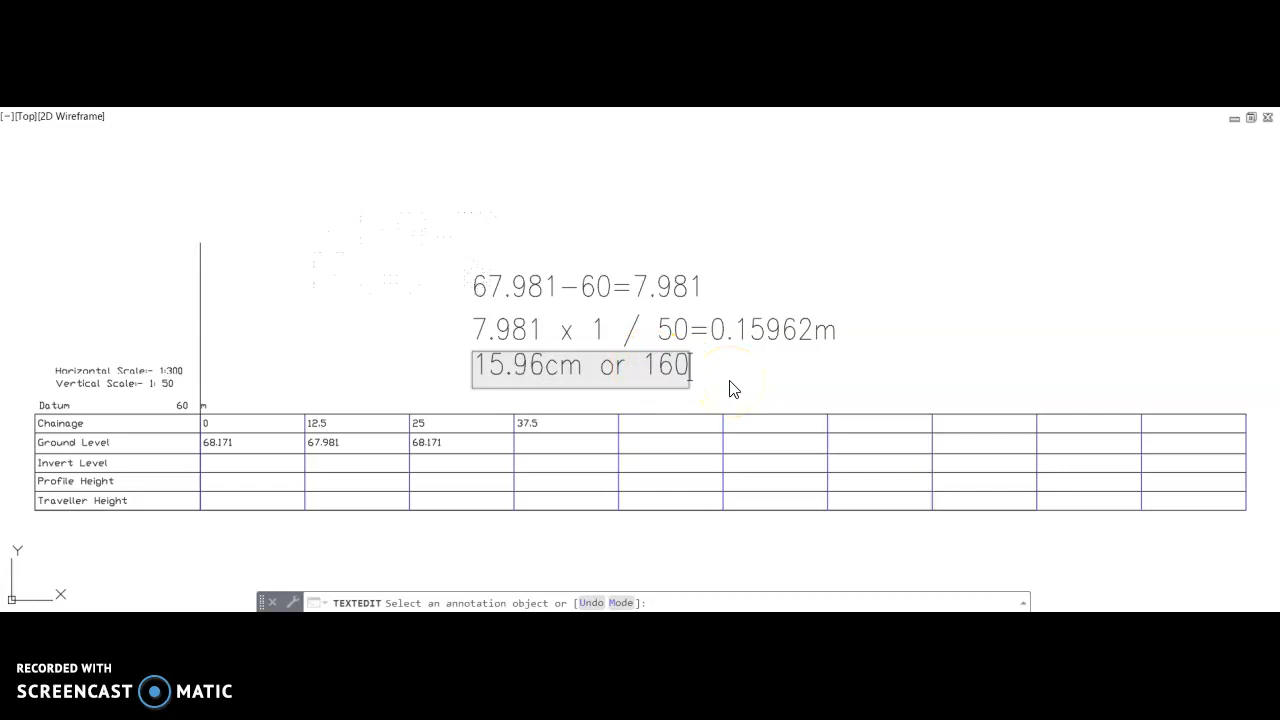 [−][Top][2D Wireframe]
67.981-60=7.981
7.981 x 1 / 50=0.15962m
15.96cm or 160
Horizontal Scale:- 1:300
Vertical Scale:- 1: 50
Datum 60 m
Chainage 0 12.5 25 37.5
Ground Level 68.171 67.981 68.171
Invert Level
Profile Height
Traveller Height
Y
X
TEXTEDIT Select an annotation object or [Undo Mode]:
RECORDED WITH
SCREENCAST MATIC